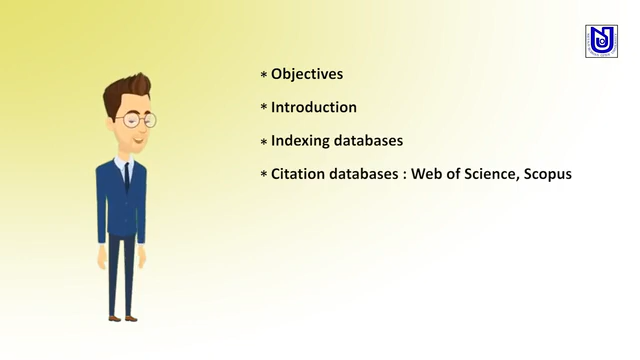 * Objectives
* Introduction
* Indexing databases
* Citation databases : Web of Science, Scopus